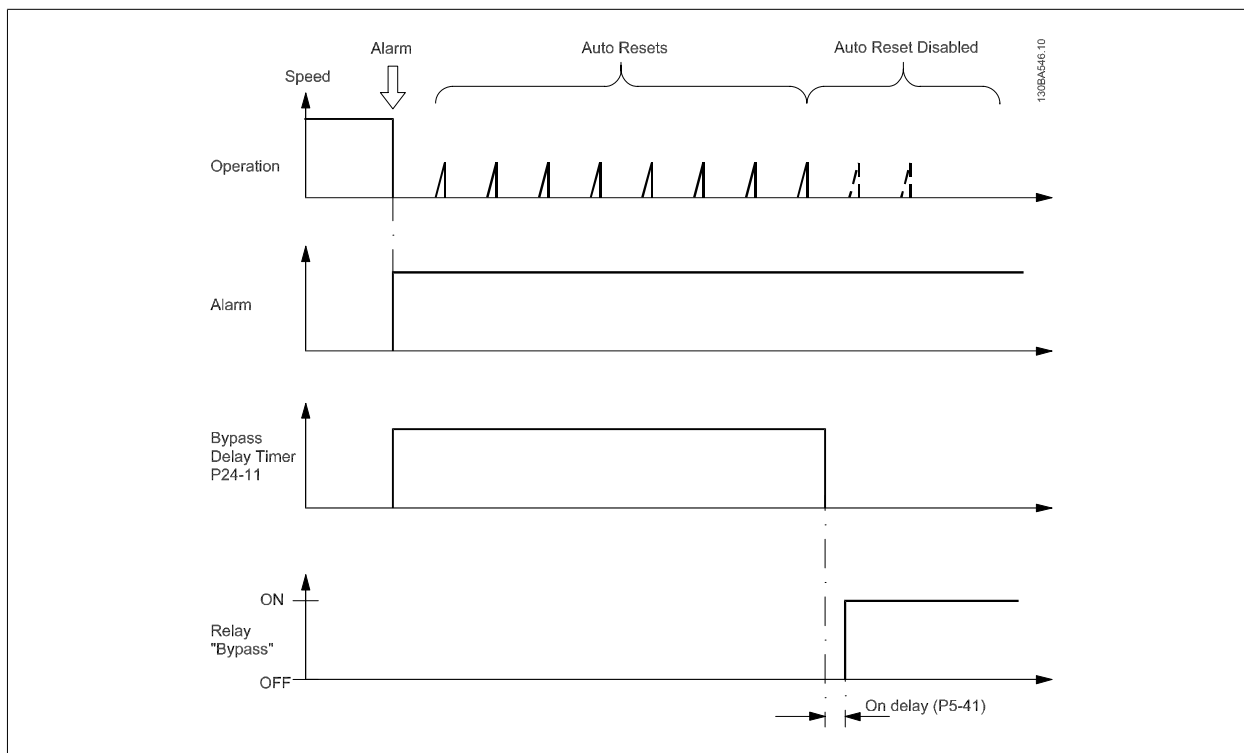 Alarm
Auto Resets
Auto Reset Disabled
130BA546.10
Speed
Operation
Alarm
Bypass
Delay Timer
P24-11
ON
Relay
"Bypass"
OFF
On delay (P5-41)